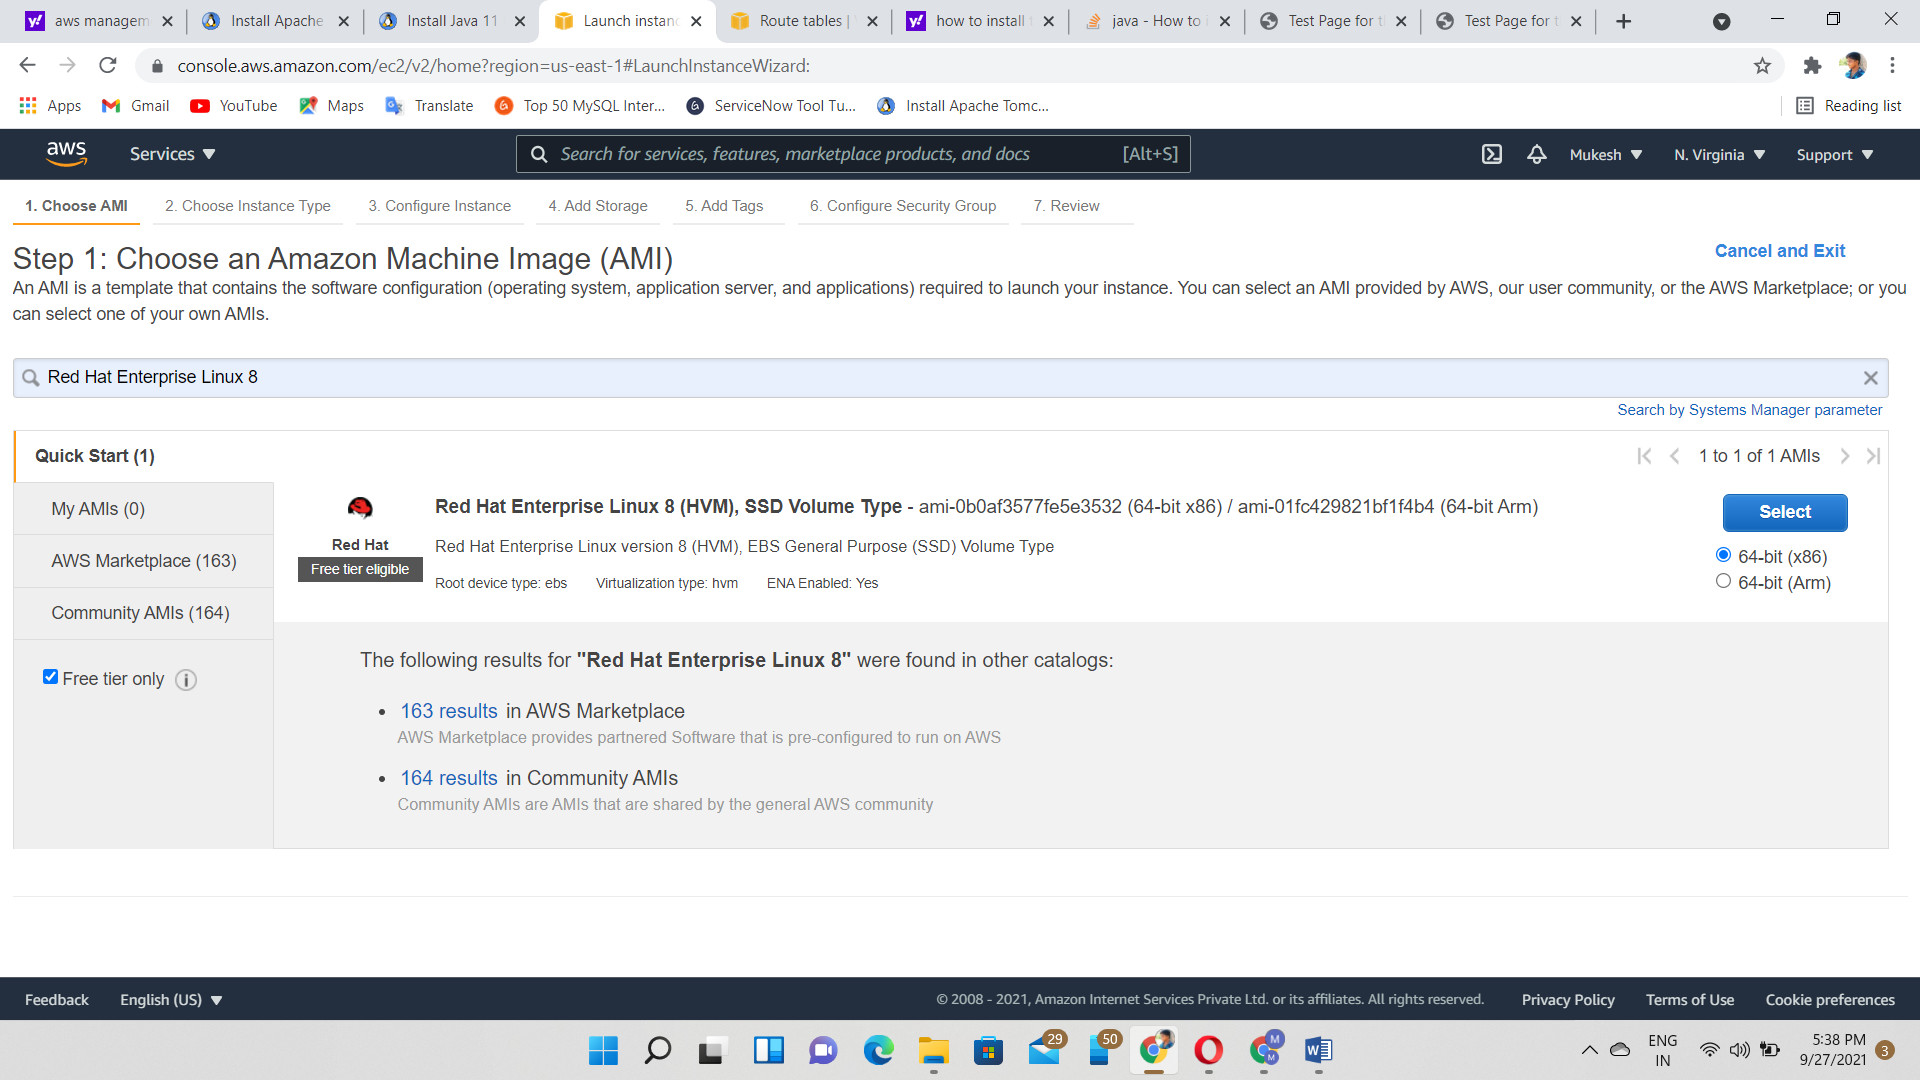 aws managem
Install Apache
Install Java 11
Launch instanc
Route tables |
how to install
java - How to i
Test Page for t
Test Page for t
console.aws.amazon.com/ec2/v2/home?region=us-east-1#LaunchInstanceWizard:
Apps
Gmail
YouTube
Maps
Translate
Top 50 MySQL Inter...
ServiceNow Tool Tu...
Install Apache Tomc...
Reading list
aws
Services
Search for services, features, marketplace products, and docs
[Alt+S]
Mukesh
N. Virginia
Support
1. Choose AMI
2. Choose Instance Type
3. Configure Instance
4. Add Storage
5. Add Tags
6. Configure Security Group
7. Review
Step 1: Choose an Amazon Machine Image (AMI)
Cancel and Exit
An AMI is a template that contains the software configuration (operating system, application server, and applications) required to launch your instance. You can select an AMI provided by AWS, our user community, or the AWS Marketplace; or you
can select one of your own AMIs.
Red Hat Enterprise Linux 8
Search by Systems Manager parameter
Quick Start (1)
1 to 1 of 1 AMIs
My AMIs (0)
AWS Marketplace (163)
Community AMIs (164)
Free tier only
Red Hat
Free tier eligible
Red Hat Enterprise Linux 8 (HVM), SSD Volume Type - ami-0b0af3577fe5e3532 (64-bit x86) / ami-01fc429821bf1f4b4 (64-bit Arm)
Red Hat Enterprise Linux version 8 (HVM), EBS General Purpose (SSD) Volume Type
Root device type: ebs
Virtualization type: hvm
ENA Enabled: Yes
Select
64-bit (x86)
64-bit (Arm)
The following results for "Red Hat Enterprise Linux 8" were found in other catalogs:
163 results in AWS Marketplace
AWS Marketplace provides partnered Software that is pre-configured to run on AWS
164 results in Community AMIs
Community AMIs are AMIs that are shared by the general AWS community
Feedback
English (US)
© 2008 - 2021, Amazon Internet Services Private Ltd. or its affiliates. All rights reserved.
Privacy Policy
Terms of Use
Cookie preferences
29
50
M
M
ENG
IN
5:38 PM
9/27/2021
3